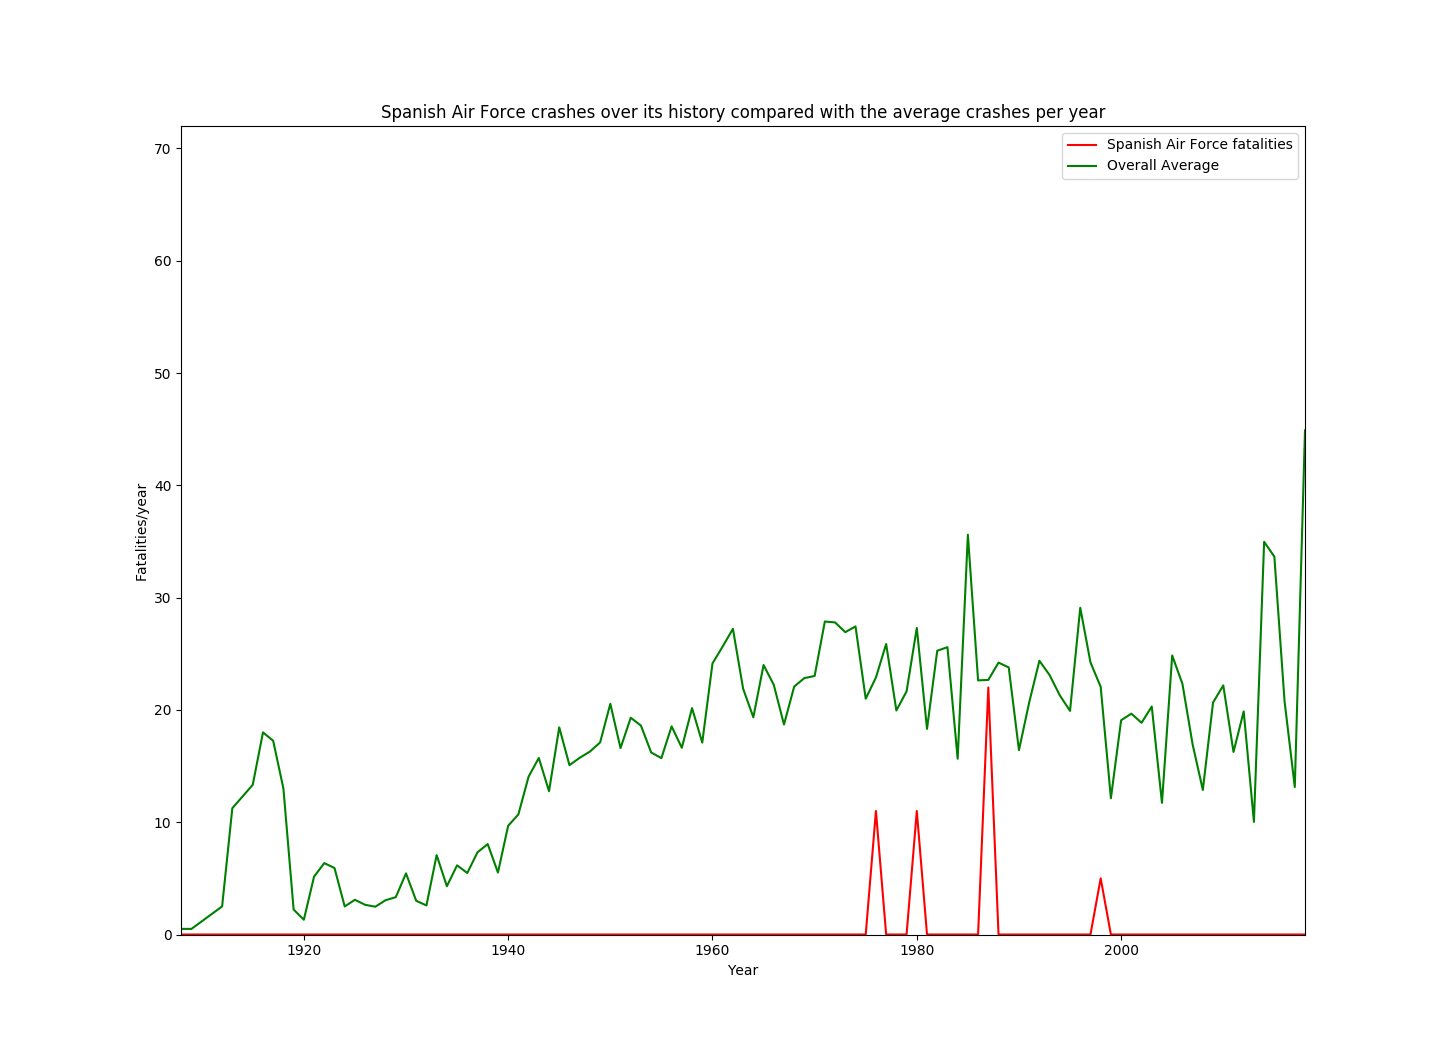 Spanish Air Force crashes over its history compared with the average crashes per year
Spanish Air Force fatalities
Overall Average
70
60
50
40
30
20
10
0
Fatalities/year
1920 1940 1960 1980 2000
Year